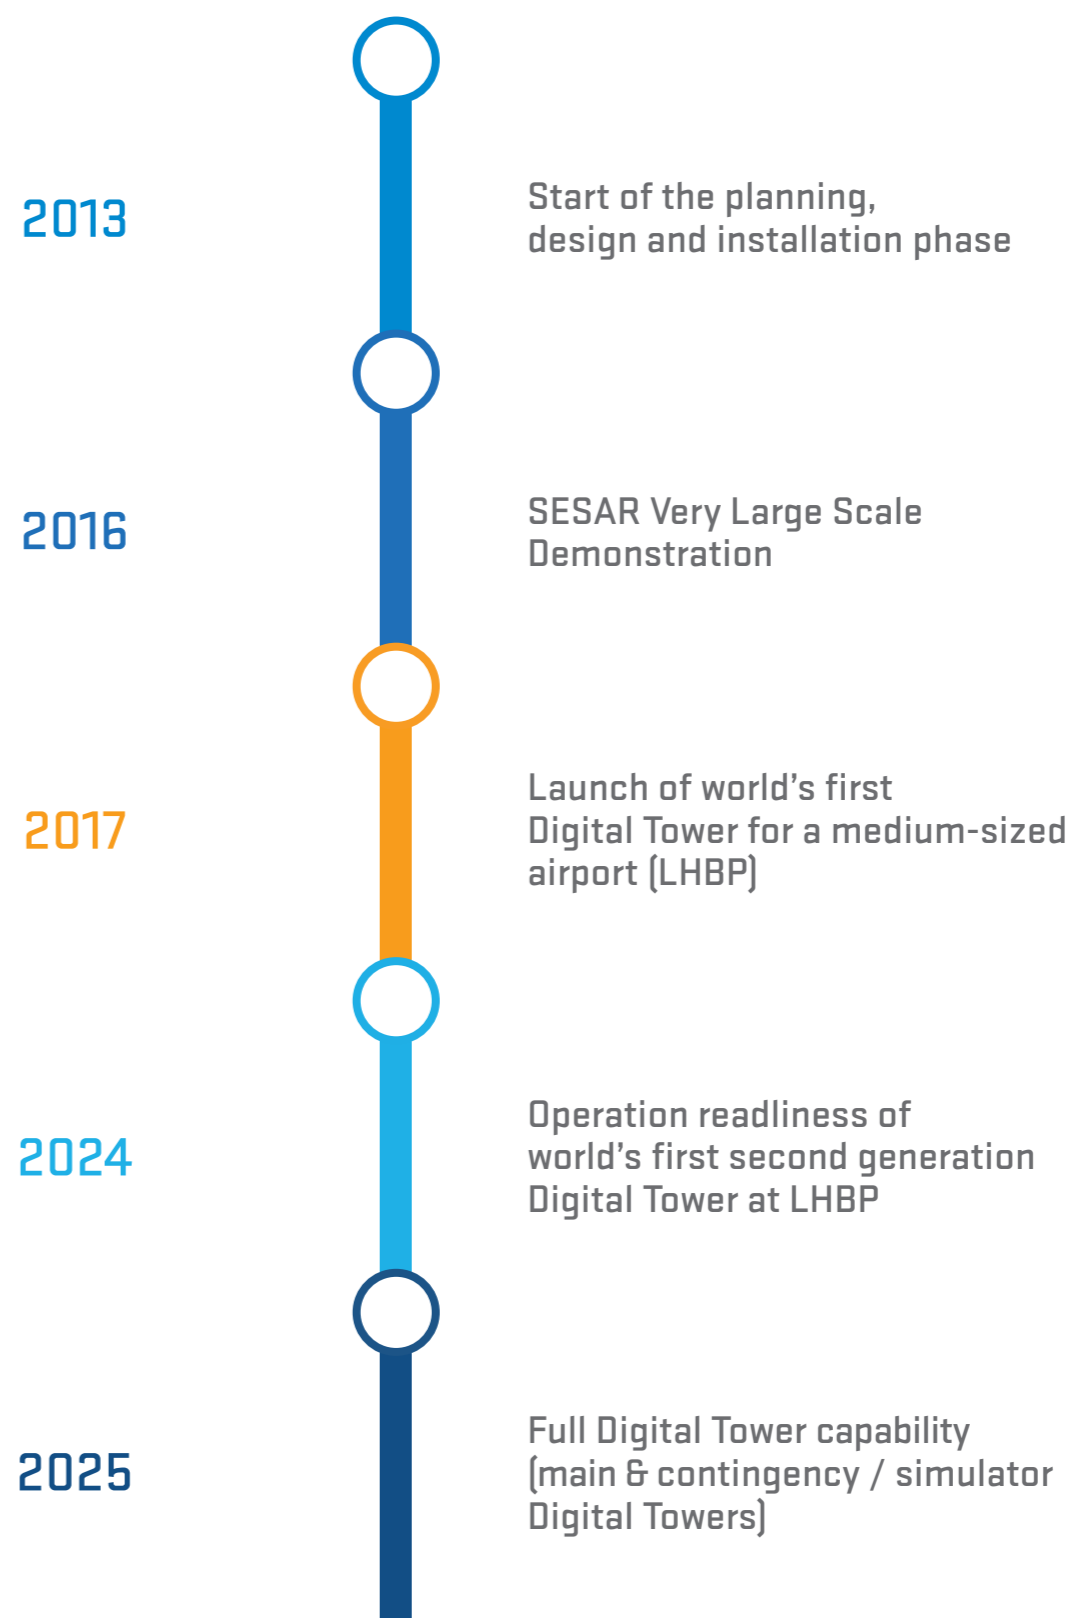 2013
Start of the planning,
design and installation phase
2016
SESAR Very Large Scale
Demonstration
2017
Launch of world’s first
Digital Tower for a medium-sized
airport (LHBP)
2024
Operation readliness of
world’s first second generation
Digital Tower at LHBP
2025
Full Digital Tower capability
(main & contingency / simulator
Digital Towers)